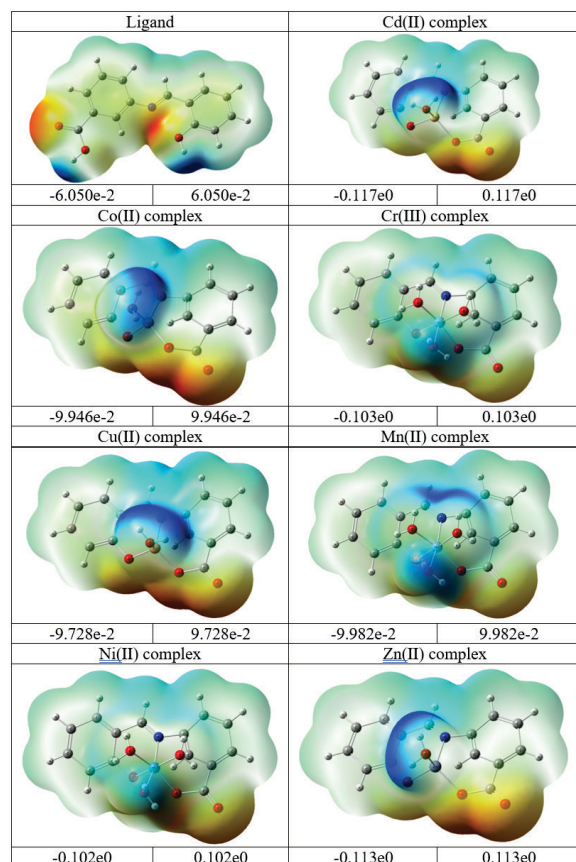 Ligand Cd(II) complex
-6.050e-2 6.050e-2 -0.117e0 0.117e0
Co(II) complex Cr(III) complex
-9.946e-2 9.946e-2 -0.103e0 0.103e0
Cu(II) complex Mn(II) complex
-9.728e-2 9.728e-2 -9.982e-2 9.982e-2
Ni(II) complex Zn(II) complex
-0.102e0 0.102e0 -0.113e0 0.113e0